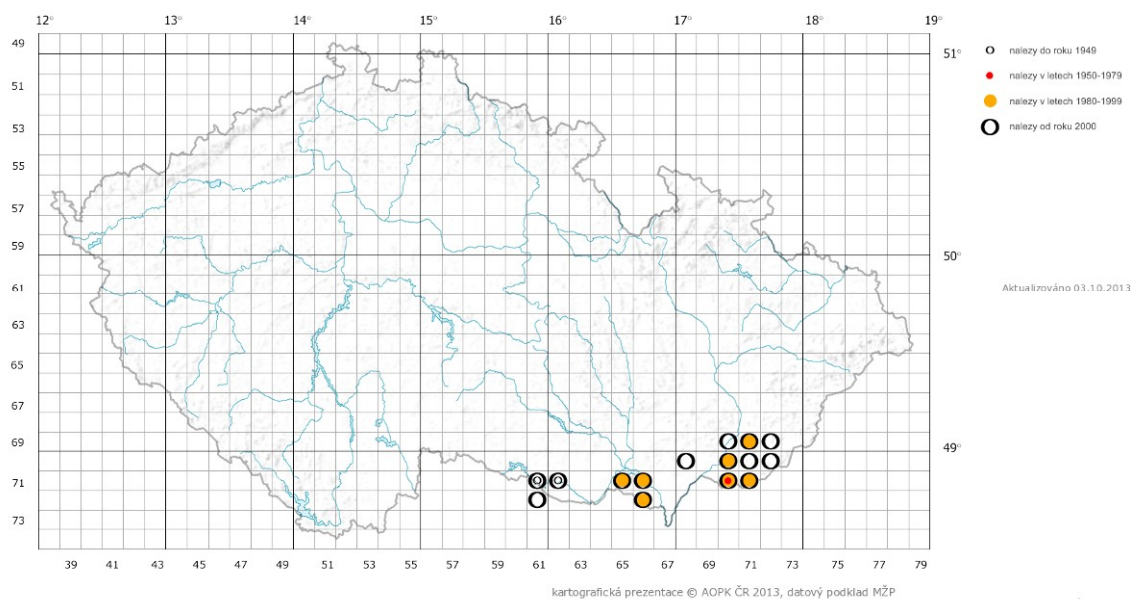 12° 13° 14° 15° 16° 17° 18° 19°
49
51°
51
53
55
57
59
50°
61
63
65
67
69
49°
71
73
39 41 43 45 47 49 51 53 55 57 59 61 63 65 67 69 71 73 75 77 79
nalezy do roku 1949
nalezy v letech 1950-1979
nalezy v letech 1980-1999
nalezy od roku 2000
Aktualizováno 03.10.2013
kartografická prezentace © AOPK ČR 2013, datový podklad MŽP